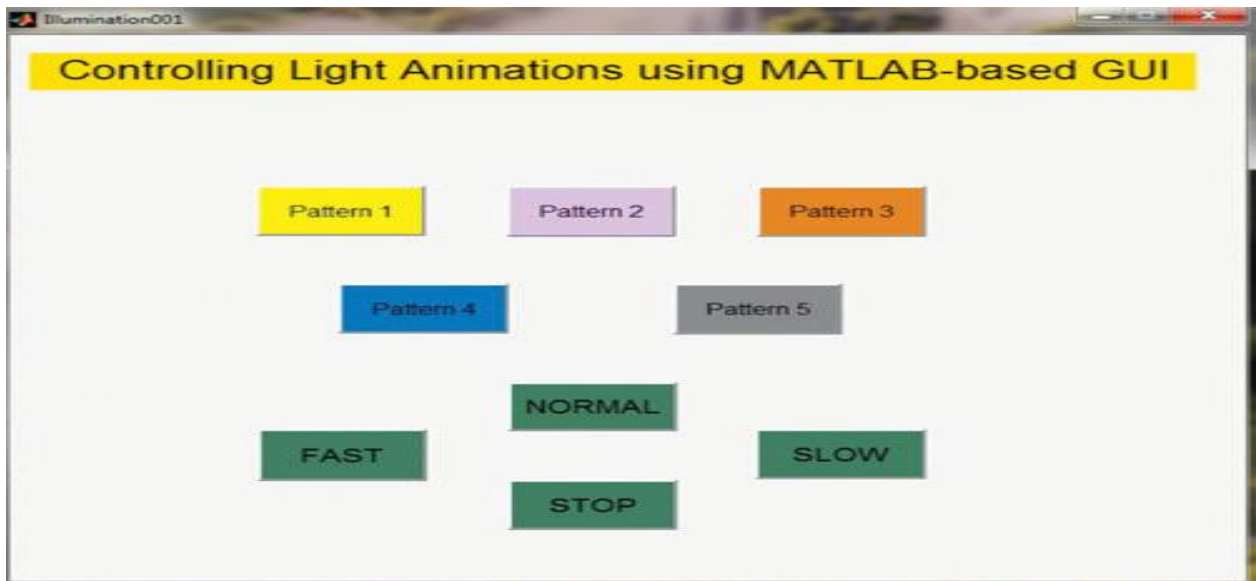 Illumination001
Controlling Light Animations using MATLAB-based GUI
Pattern 1
Pattern 2
Pattern 3
Pattern 4
Pattern 5
NORMAL
FAST
SLOW
STOP